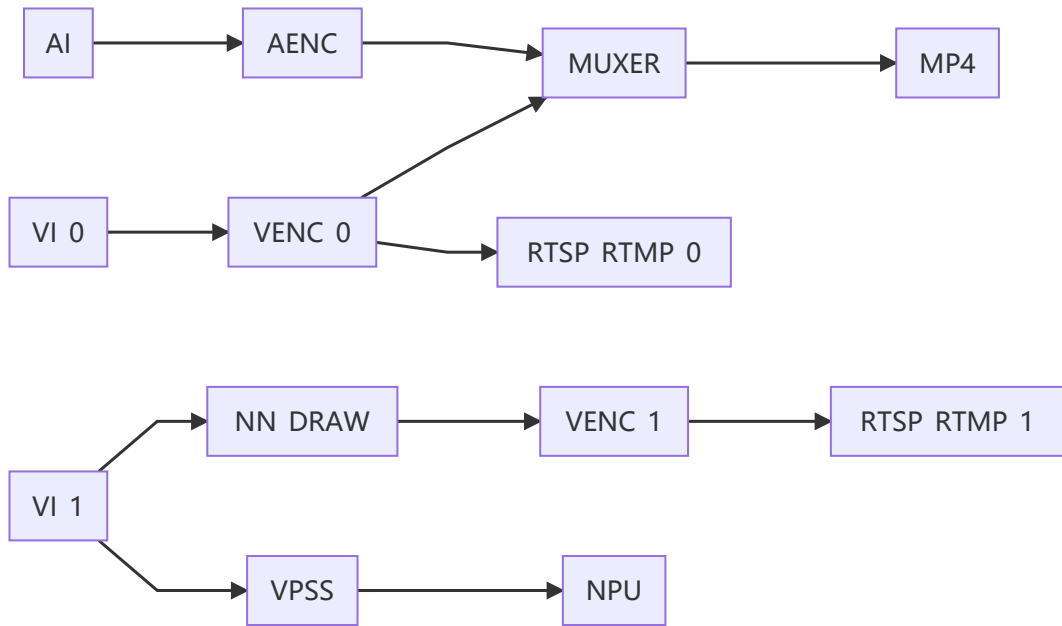 AI
AENC
MUXER
MP4
VI 0
VENC 0
RTSP RTMP 0
NN DRAW
VENC 1
RTSP RTMP 1
VI 1
VPSS
NPU